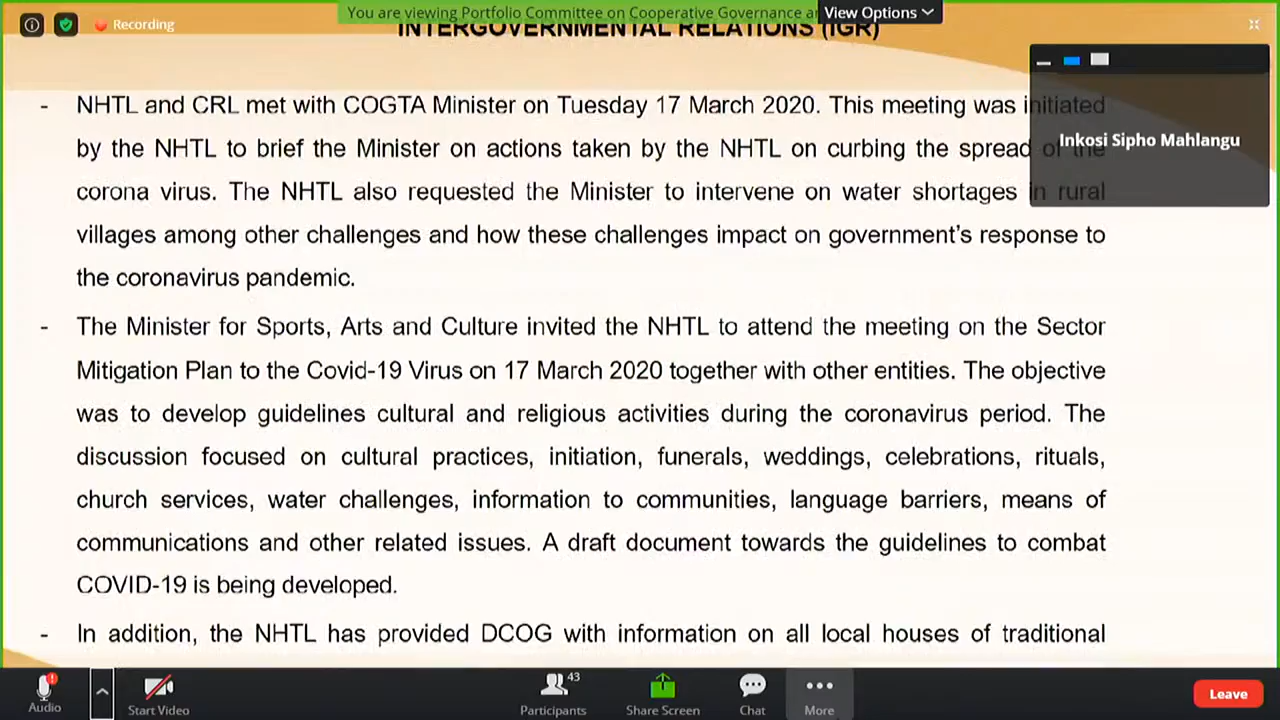 Recording
You are viewing Portfolio Committee on Cooperative Governance
View Options
INTERGOVERNMENTAL RELATIONS (IGR)
- NHTL and CRL met with COGTA Minister on Tuesday 17 March 2020. This meeting was initiated
by the NHTL to brief the Minister on actions taken by the NHTL on curbing the spread of the
corona virus. The NHTL also requested the Minister to intervene on water shortages in rural
villages among other challenges and how these challenges impact on government's response to
the coronavirus pandemic.
- The Minister for Sports, Arts and Culture invited the NHTL to attend the meeting on the Sector
Mitigation Plan to the Covid-19 Virus on 17 March 2020 together with other entities. The objective
was to develop guidelines cultural and religious activities during the coronavirus period. The
discussion focused on cultural practices, initiation, funerals, weddings, celebrations, rituals,
church services, water challenges, information to communities, language barriers, means of
communications and other related issues. A draft document towards the guidelines to combat
COVID-19 is being developed.
- In addition, the NHTL has provided DCOG with information on all local houses of traditional
Inkosi Sipho Mahlangu
Audio
Start Video
43
Participants
Share Screen
Chat
More
Leave